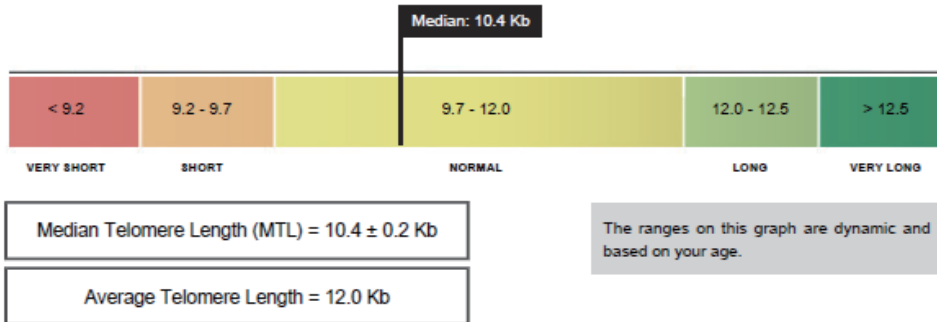 Median: 10.4 Kb
< 9.2
9.2 - 9.7
9.7 - 12.0
12.0 - 12.5
> 12.5
VERY SHORT
SHORT
NORMAL
LONG
VERY LONG
Median Telomere Length (MTL) = 10.4 ± 0.2 Kb
Average Telomere Length = 12.0 Kb
The ranges on this graph are dynamic and
based on your age.